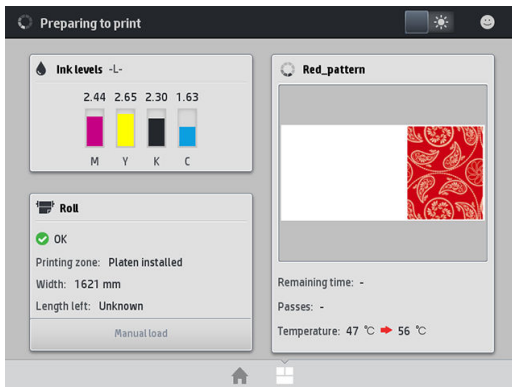 Preparing to print
Ink levels -L-
2.44 2.65 2.30 1.63
M Y K C
Roll
OK
Printing zone: Platen installed
Width: 1621 mm
Length left: Unknown
Manual load
Red_pattern
Remaining time: -
Passes: -
Temperature: 47 °C ➡ 56 °C